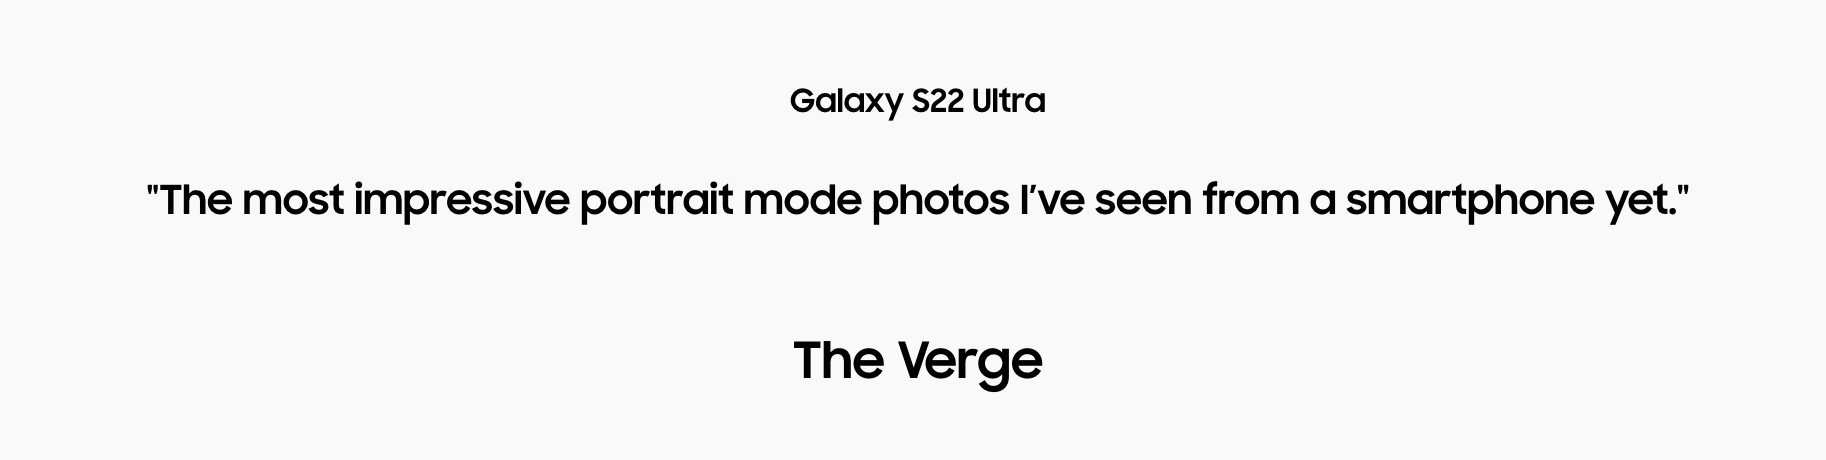 Galaxy S22 Ultra
"The most impressive portrait mode photos I’ve seen from a smartphone yet."
The Verge